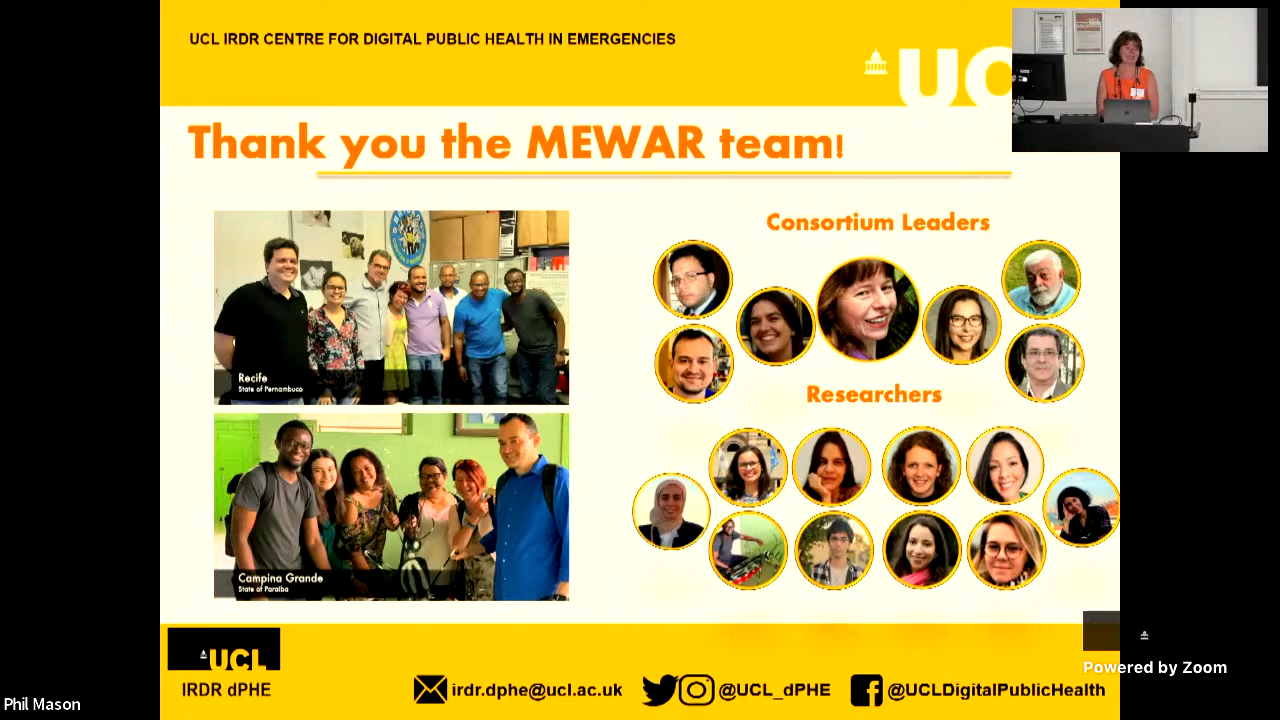 UCL IRDR CENTRE FOR DIGITAL PUBLIC HEALTH IN EMERGENCIES
UC
Thank you the MEWAR team!
Consortium Leaders
Recife
State of Pernambuco
Researchers
Campina Grande
State of Paraíba
UCL
IRDR dPHE
irdr.dphe@ucl.ac.uk
@UCL_dPHE
@UCLDigitalPublicHealth
Powered by Zoom
Phil Mason